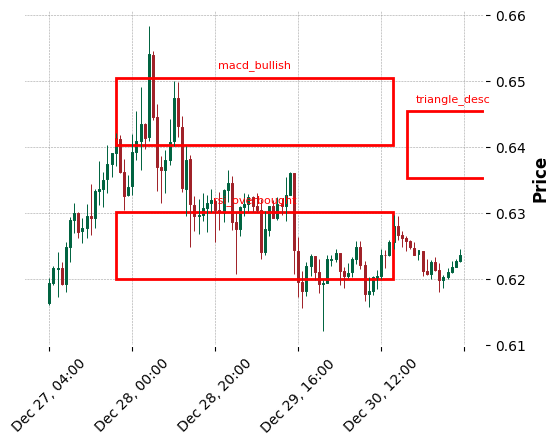 0.66
macd_bullish
0.65
triangle_desc
0.64
rsi_overbought
0.63
0.62
0.61
Price
Dec 27, 04:00
Dec 28, 00:00
Dec 28, 20:00
Dec 29, 16:00
Dec 30, 12:00